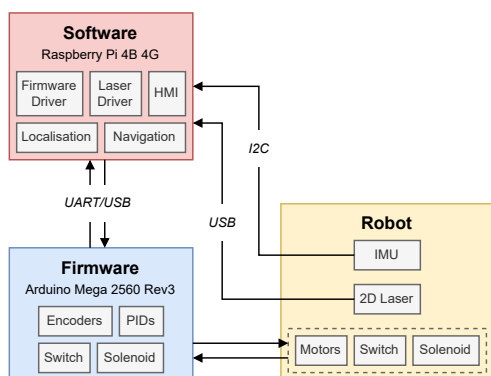 Software
Raspberry Pi 4B 4G
Firmware
Driver
Laser
Driver
HMI
Localisation
Navigation
I2C
UART/USB
USB
Robot
IMU
2D Laser
Motors
Switch
Solenoid
Firmware
Arduino Mega 2560 Rev3
Encoders
PIDs
Switch
Solenoid